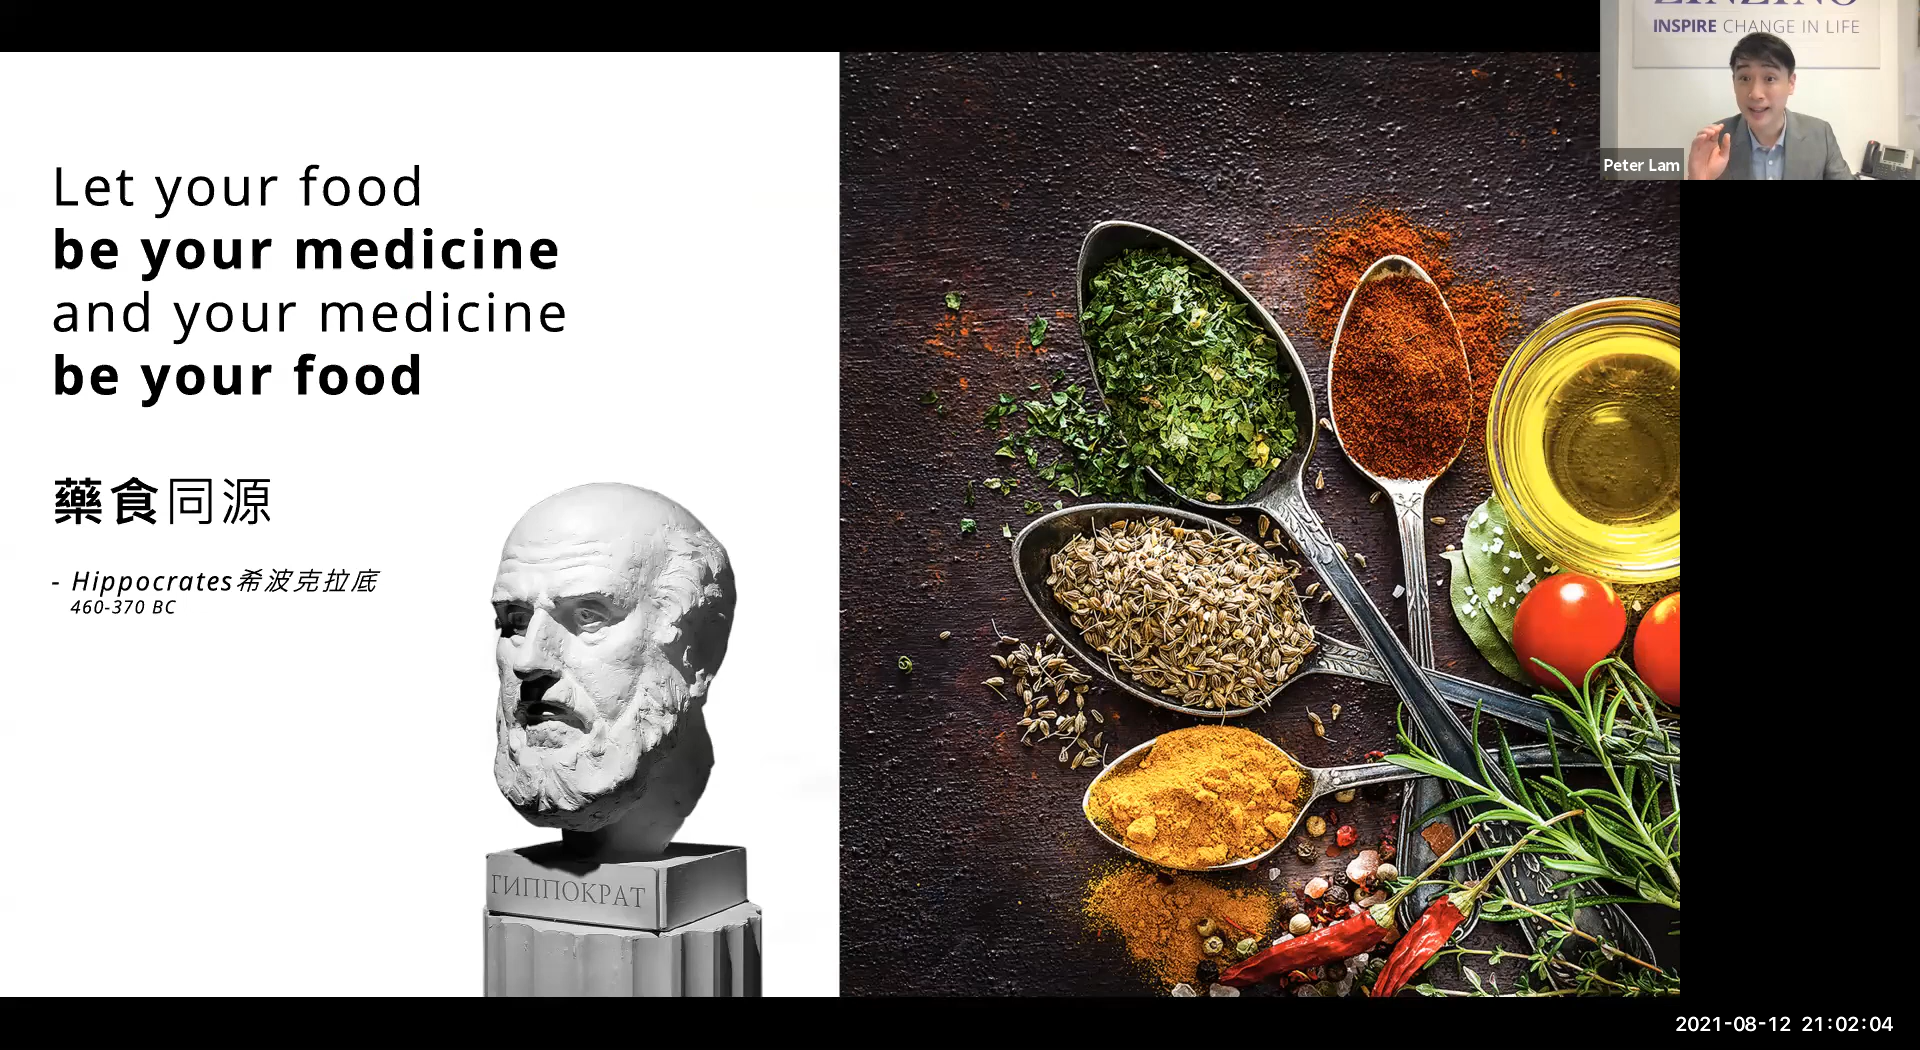 Let your food
be your medicine
and your medicine
be your food
藥食同源
- Hippocrates希波克拉底
460-370 BC
ГИППОКРАТ
ZINZINO
INSPIRE CHANGE IN LIFE
Peter Lam
2021-08-12 21:02:04